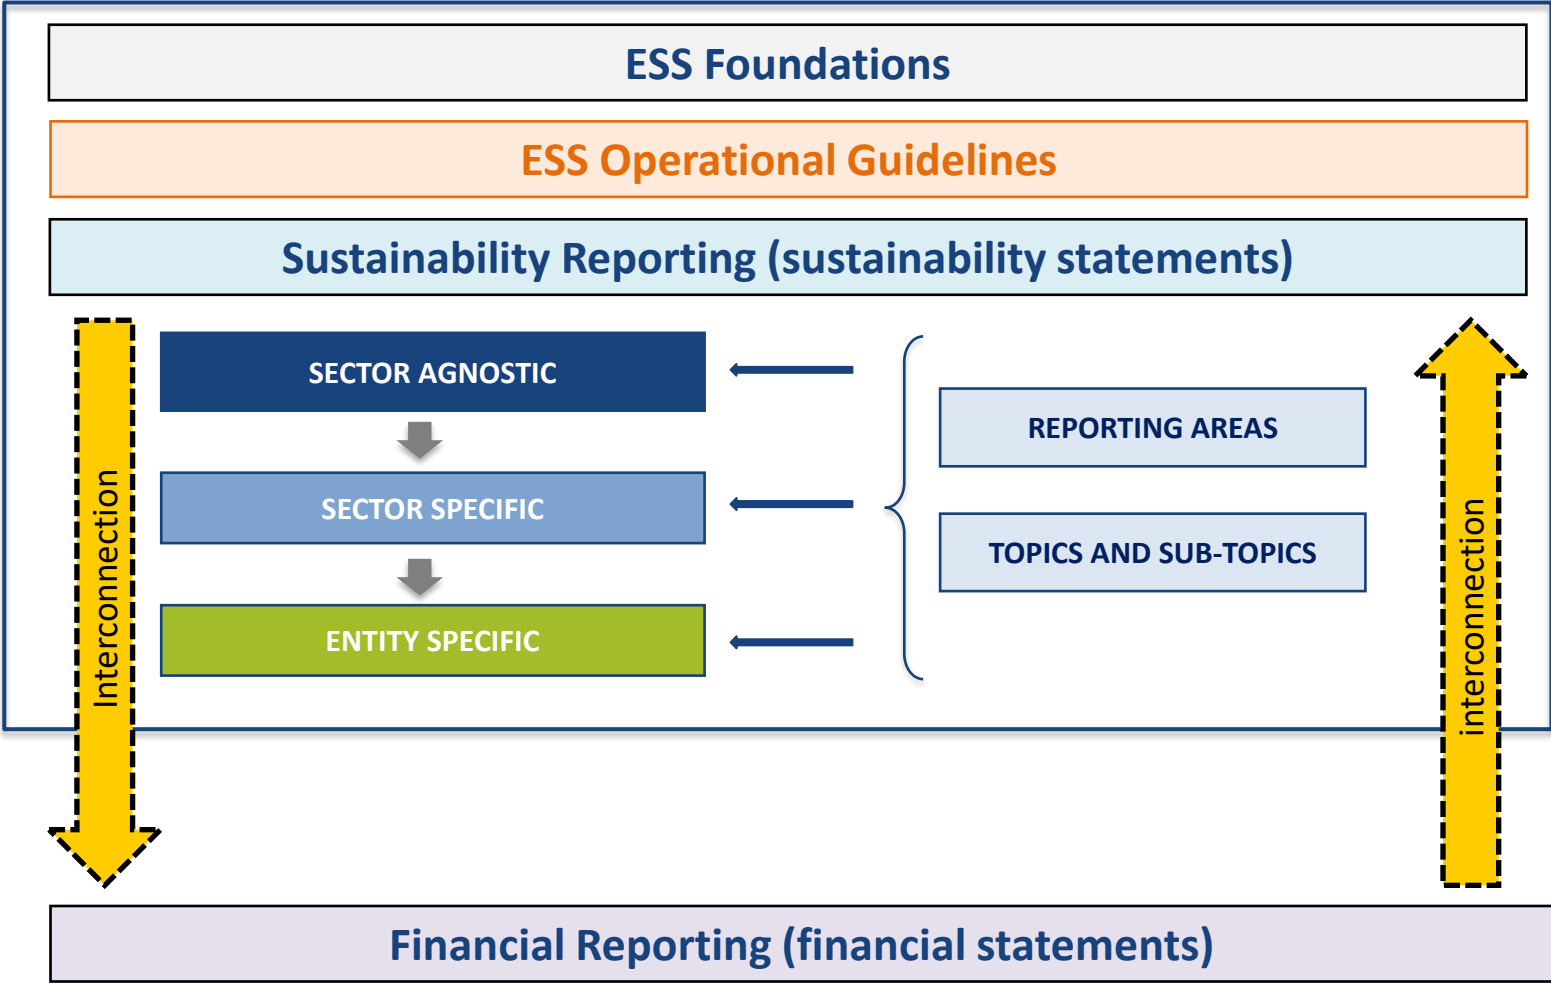 ESS Foundations
ESS Operational Guidelines
Sustainability Reporting (sustainability statements)
SECTOR AGNOSTIC
REPORTING AREAS
SECTOR SPECIFIC
TOPICS AND SUB-TOPICS
ENTITY SPECIFIC
Interconnection
interconnection
Financial Reporting (financial statements)